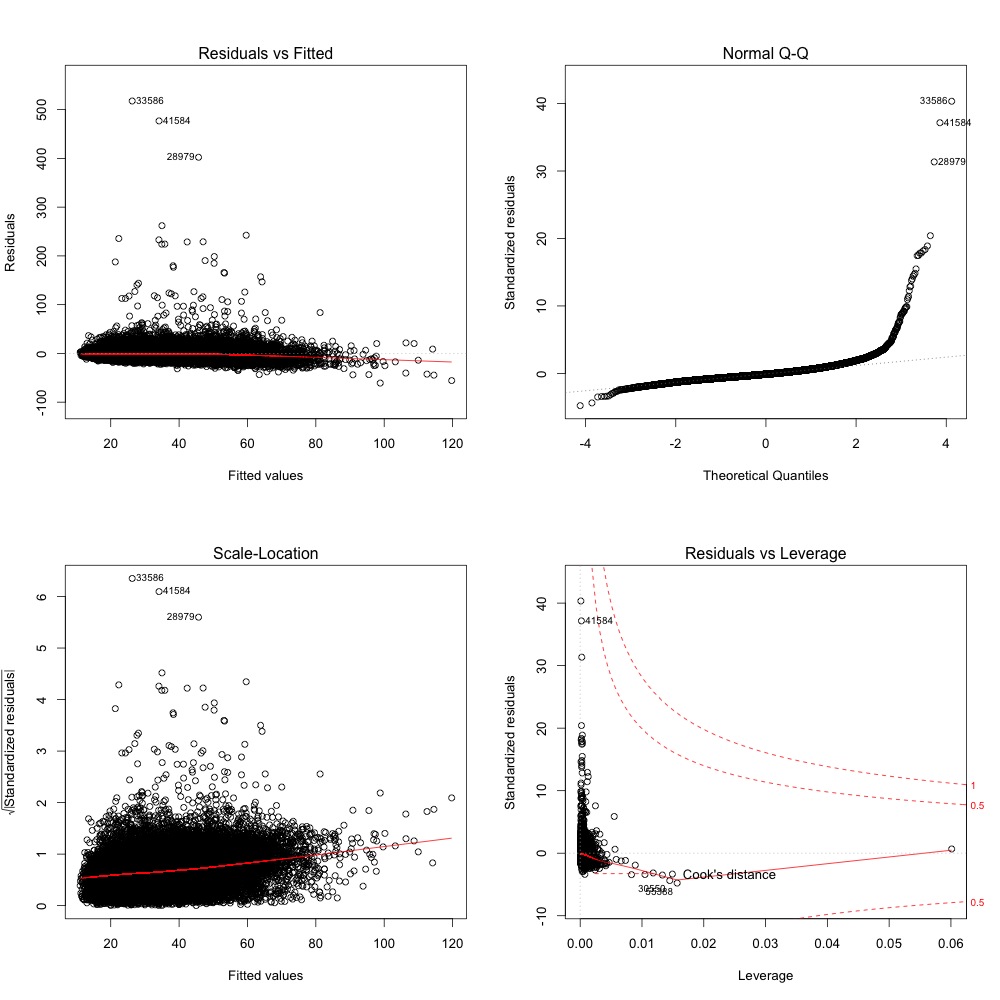 Residuals vs Fitted
Residuals
500
400
300
200
100
0
-100
33586
41584
28979
20 40 60 80 100 120
Fitted values
Normal Q-Q
Standardized residuals
40
30
20
10
0
33586
41584
28979
-4 -2 0 2 4
Theoretical Quantiles
Scale-Location
√|Standardized residuals|
6
5
4
3
2
1
0
33586
41584
28979
20 40 60 80 100 120
Fitted values
Residuals vs Leverage
Standardized residuals
40
30
20
10
0
-10
41584
1
0.5
Cook's distance
0.5
0.00 0.01 0.02 0.03 0.04 0.05 0.06
Leverage